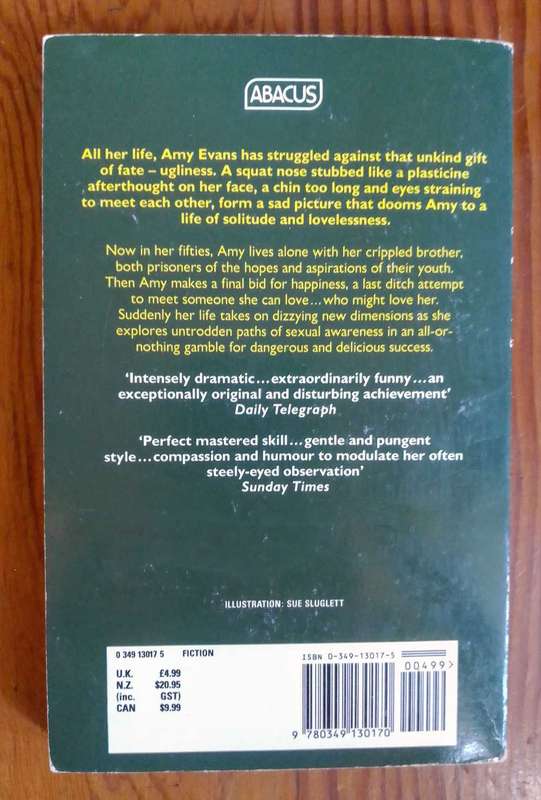 ABACUS
All her life, Amy Evans has struggled against that unkind gift
of fate – ugliness. A squat nose stubbed like a plasticine
afterthought on her face, a chin too long and eyes straining
to meet each other, form a sad picture that dooms Amy to a
life of solitude and lovelessness.
Now in her fifties, Amy lives alone with her crippled brother,
both prisoners of the hopes and aspirations of their youth.
Then Amy makes a final bid for happiness, a last ditch attempt
to meet someone she can love...who might love her.
Suddenly her life takes on dizzying new dimensions as she
explores untrodden paths of sexual awareness in an all-or-
nothing gamble for dangerous and delicious success.
‘Intensely dramatic...extraordinarily funny...an
exceptionally original and disturbing achievement’
Daily Telegraph
‘Perfect mastered skill...gentle and pungent
style...compassion and humour to modulate her often
steely-eyed observation’
Sunday Times
ILLUSTRATION: SUE SLUGLETT
0 349 13017 5 FICTION
U.K. £4.99
N.Z. $20.95
(inc. GST)
CAN $9.99
ISBN 0-349-13017-5
00499>
9 780349 130170